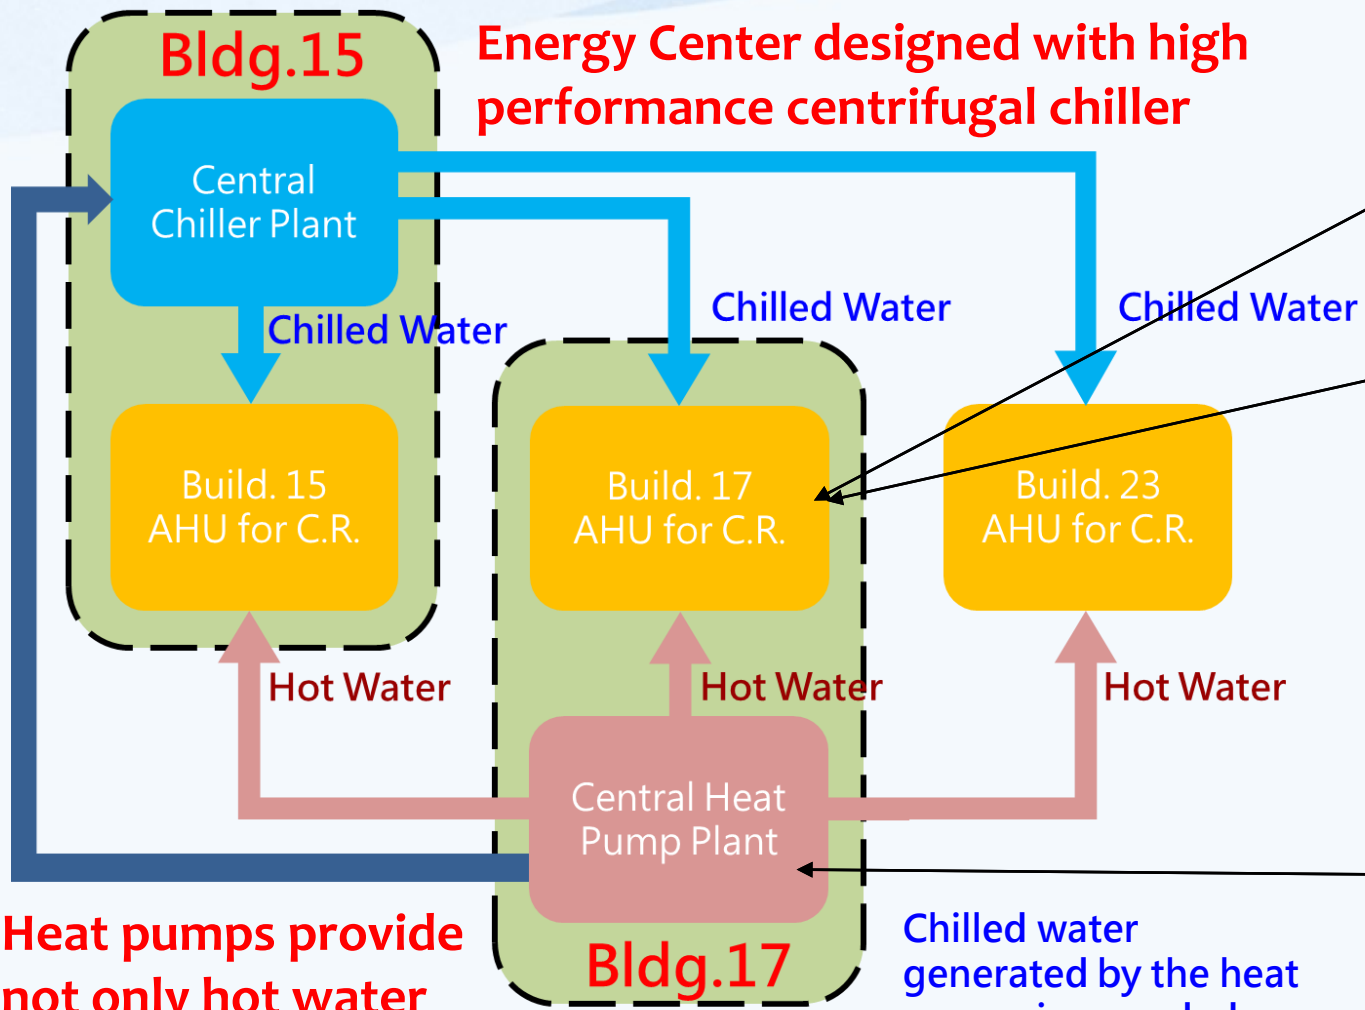 Bldg.15
Energy Center designed with high
performance centrifugal chiller
Central
Chiller Plant
Chilled Water
Chilled Water
Chilled Water
Build. 15
AHU for C.R.
Build. 17
AHU for C.R.
Build. 23
AHU for C.R.
Hot Water
Hot Water
Hot Water
Central Heat
Pump Plant
Heat pumps provide
not only hot water
Bldg.17
Chilled water
generated by the heat